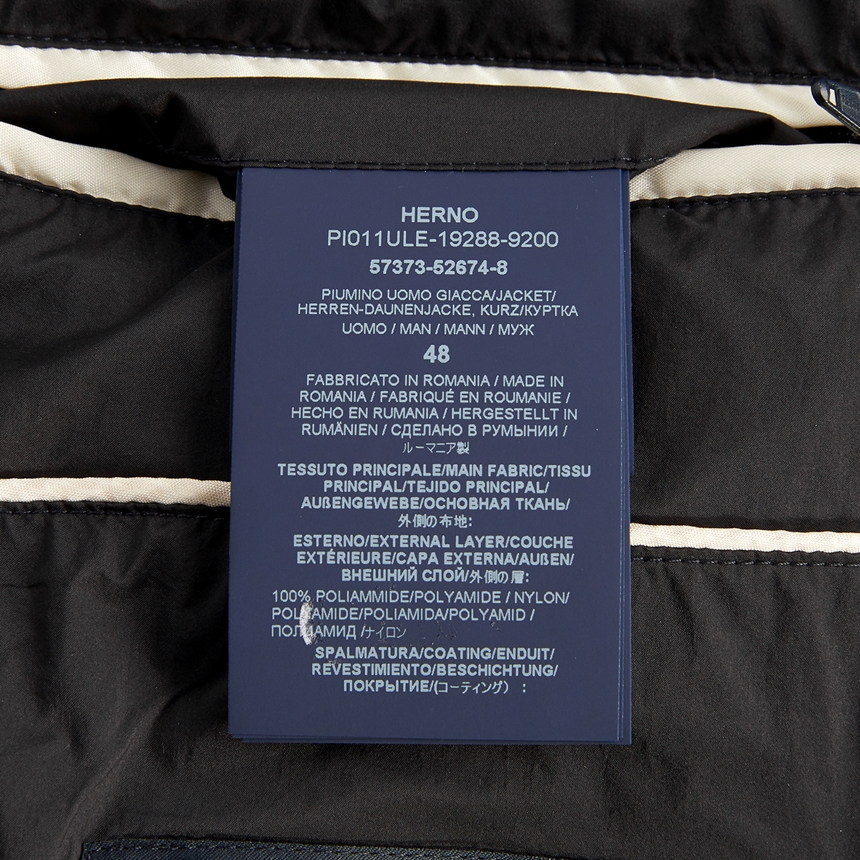 HERNO
PI011ULE-19288-9200
57373-52674-8
PIUMINO UOMO GIACCA/JACKET/
HERREN-DAUNENJACKE, KURZ/КУРТКА
UOMO / MAN / MANN / МУЖ
48
FABBRICATO IN ROMANIA / MADE IN
ROMANIA / FABRIQUÉ EN ROUMANIE /
HECHO EN RUMANIA / HERGESTELLT IN
RUMÄNIEN / СДЕЛАНО В РУМЫНИИ /
ルーマニア製
TESSUTO PRINCIPALE/MAIN FABRIC/TISSU
PRINCIPAL/TEJIDO PRINCIPAL/
AUßENGEWEBE/ОСНОВНАЯ ТКАНЬ/
外側の布地:
ESTERNO/EXTERNAL LAYER/COUCHE
EXTÉRIEURE/CAPA EXTERNA/AUßEN/
ВНЕШНИЙ СЛОЙ/外側の層:
100% POLIAMMIDE/POLYAMIDE / NYLON/
POLYAMIDE/POLIAMIDA/POLYAMID /
ПОЛИАМИД /ナイロン
SPALMATURA/COATING/ENDUIT/
REVESTIMIENTO/BESCHICHTUNG/
ПОКРЫТИЕ/(コーティング) :